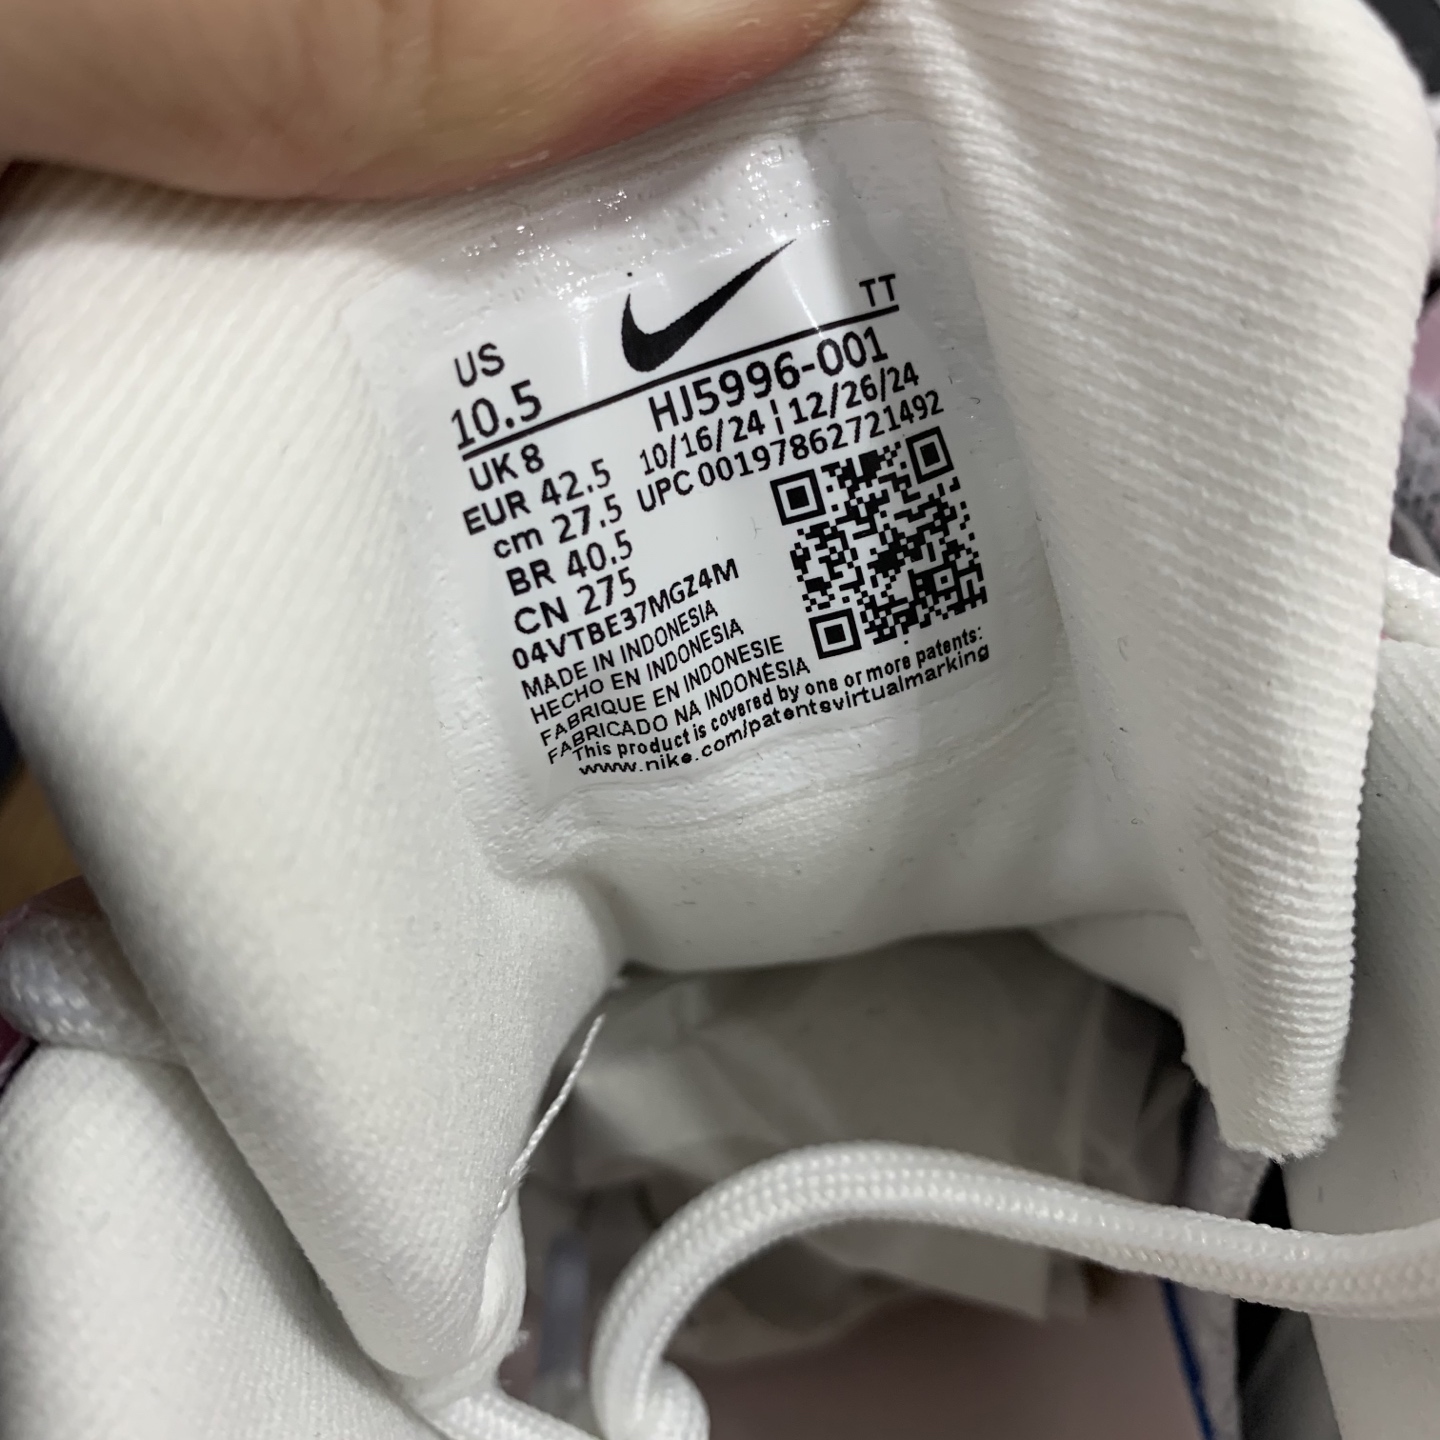 TT
US
10.5
HJ5996-001
10/16/24 | 12/26/24
UPC 00197862721492
UK 8
EUR 42.5
cm 27.5
BR 40.5
CN 275
04VTBE37MGZ4M
MADE IN INDONESIA
HECHO EN INDONESIA
FABRIQUE EN INDONESIE
FABRICADO NA INDONÉSIA
This product is covered by one or more patents:
www.nike.com/patentsvirtualmarking